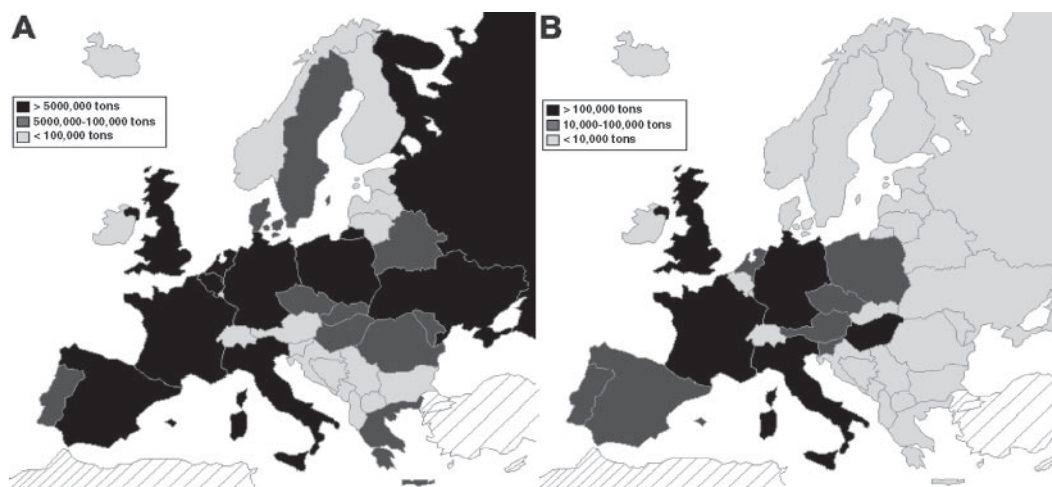 A
> 5000,000 tons
5000,000-100,000 tons
< 100,000 tons
B
> 100,000 tons
10,000-100,000 tons
< 10,000 tons